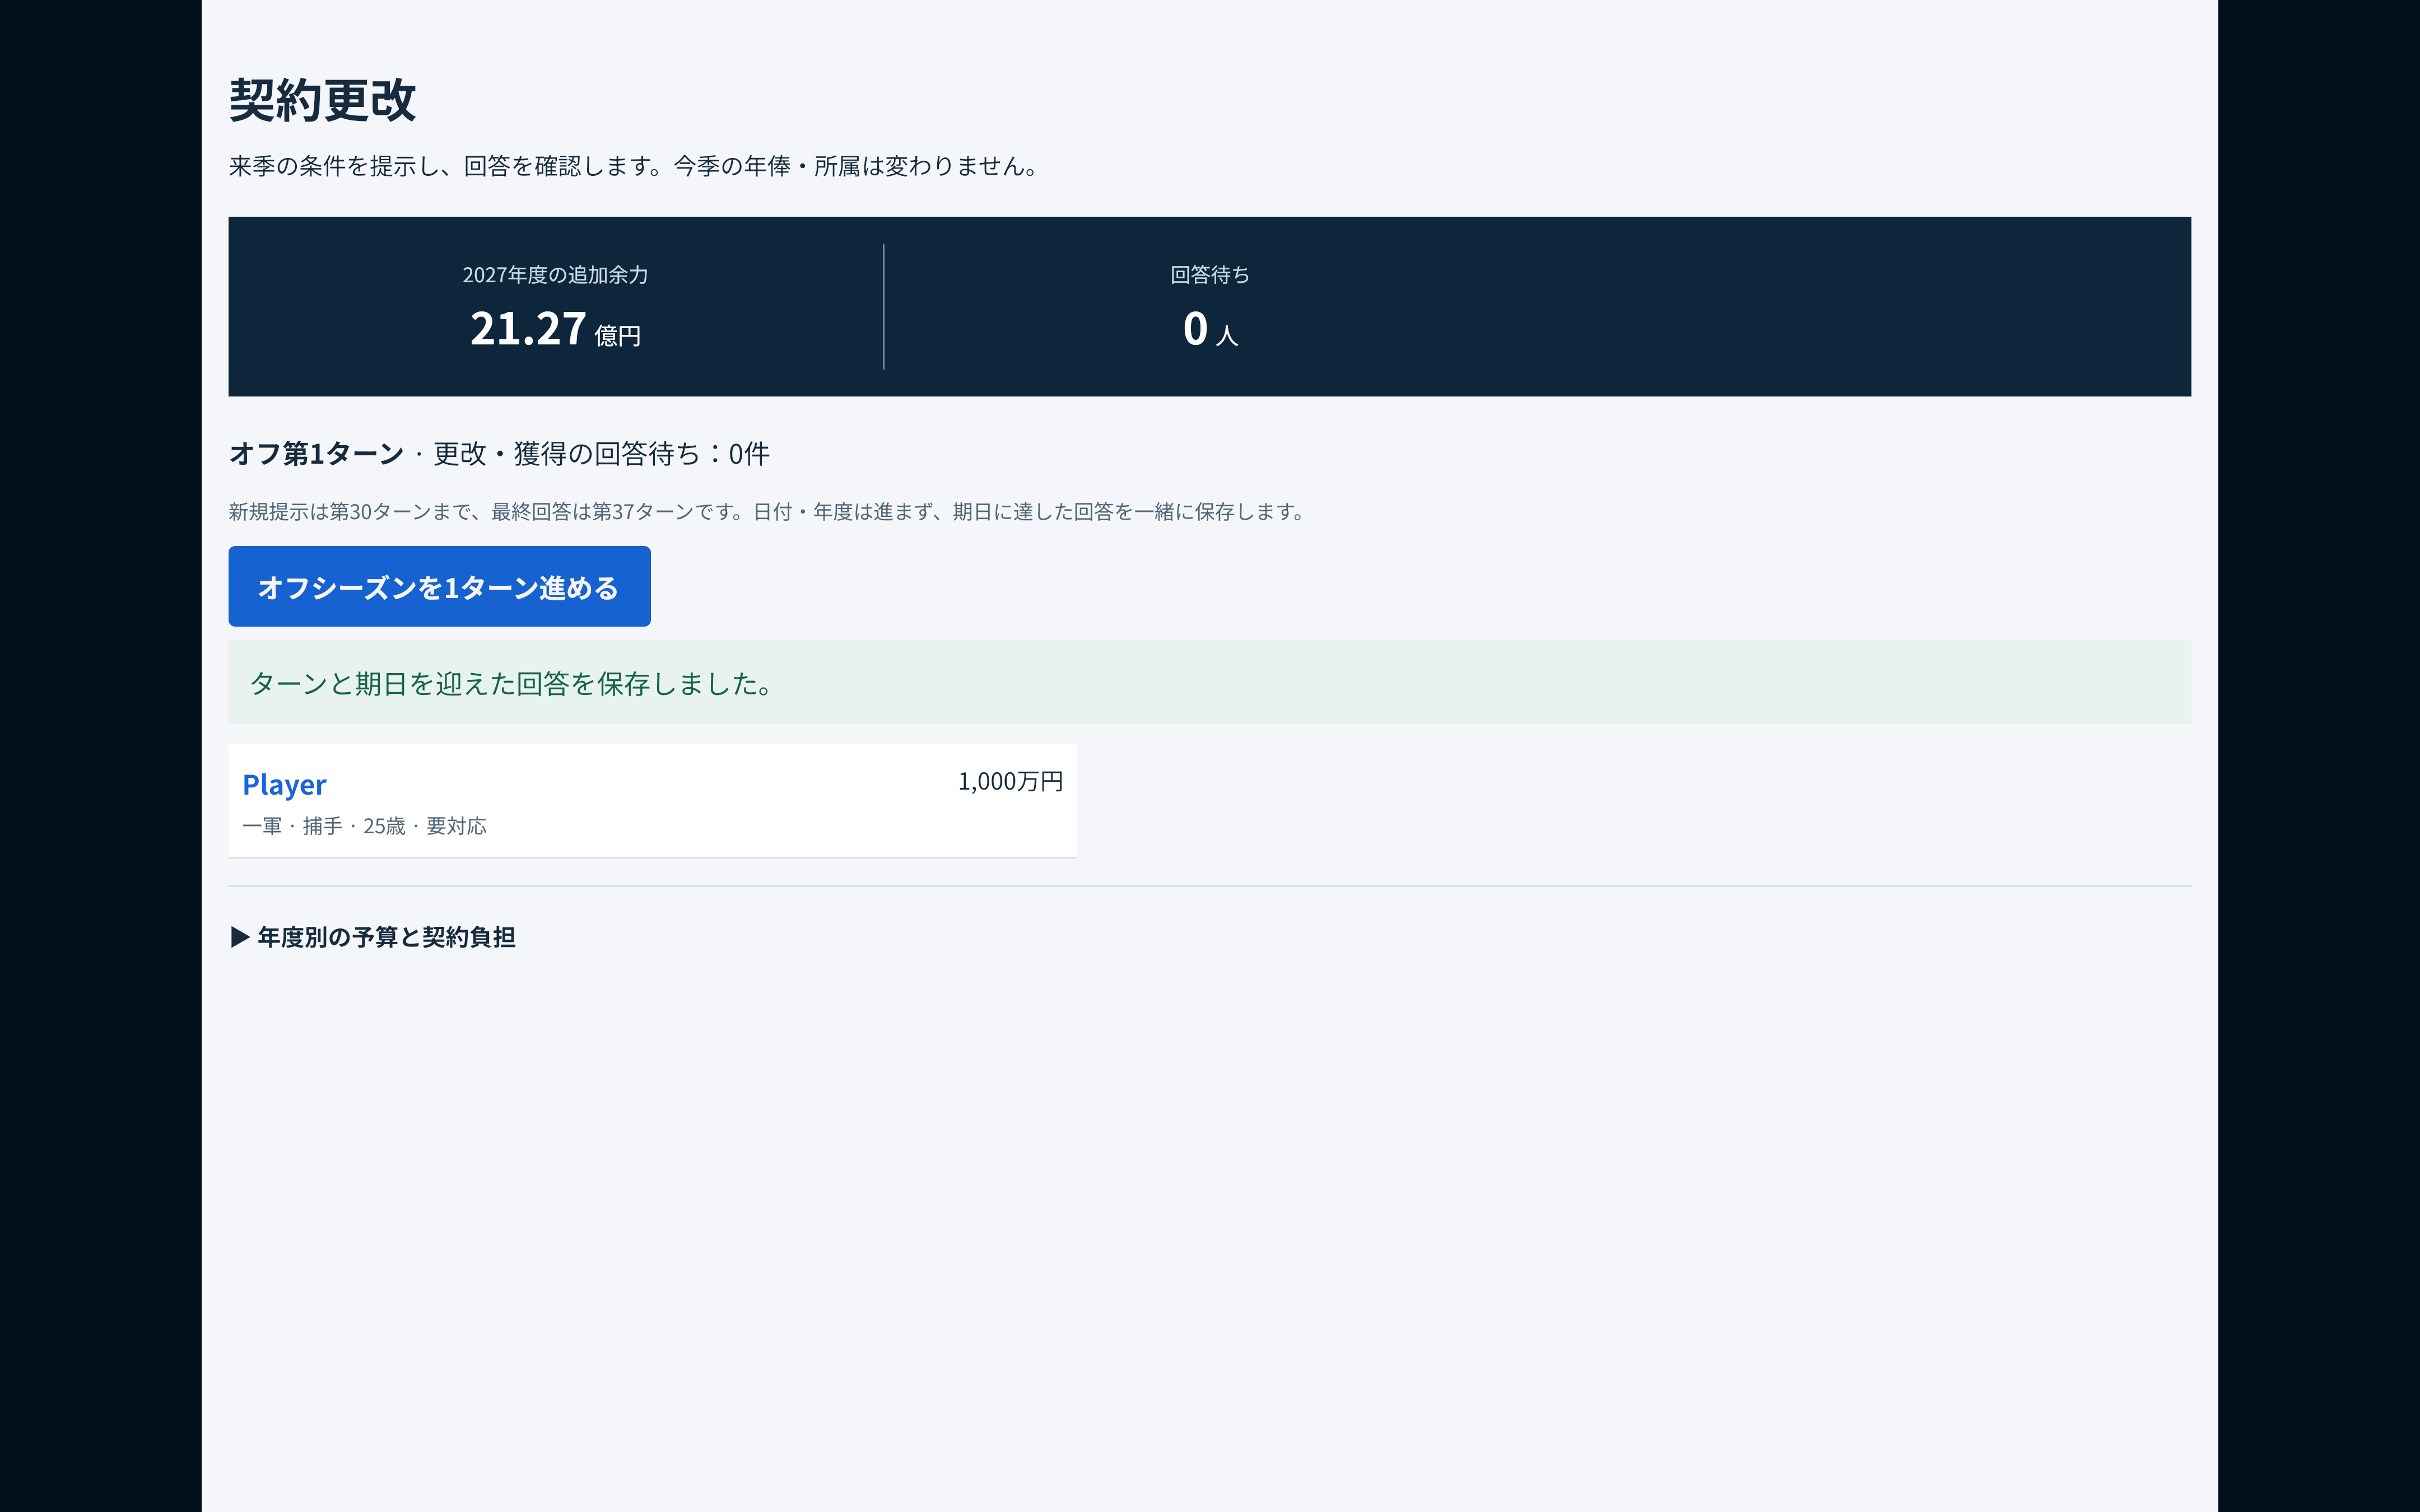 契約更改
来季の条件を提示し、回答を確認します。今季の年俸・所属は変わりません。
2027年度の追加余力
21.27 億円
回答待ち
0 人
オフ第1ターン · 更改・獲得の回答待ち：0件
新規提示は第30ターンまで、最終回答は第37ターンです。日付・年度は進まず、期日に達した回答を一緒に保存します。
オフシーズンを1ターン進める
ターンと期日を迎えた回答を保存しました。
Player
1,000万円
一軍 · 捕手 · 25歳 · 要対応
▶ 年度別の予算と契約負担